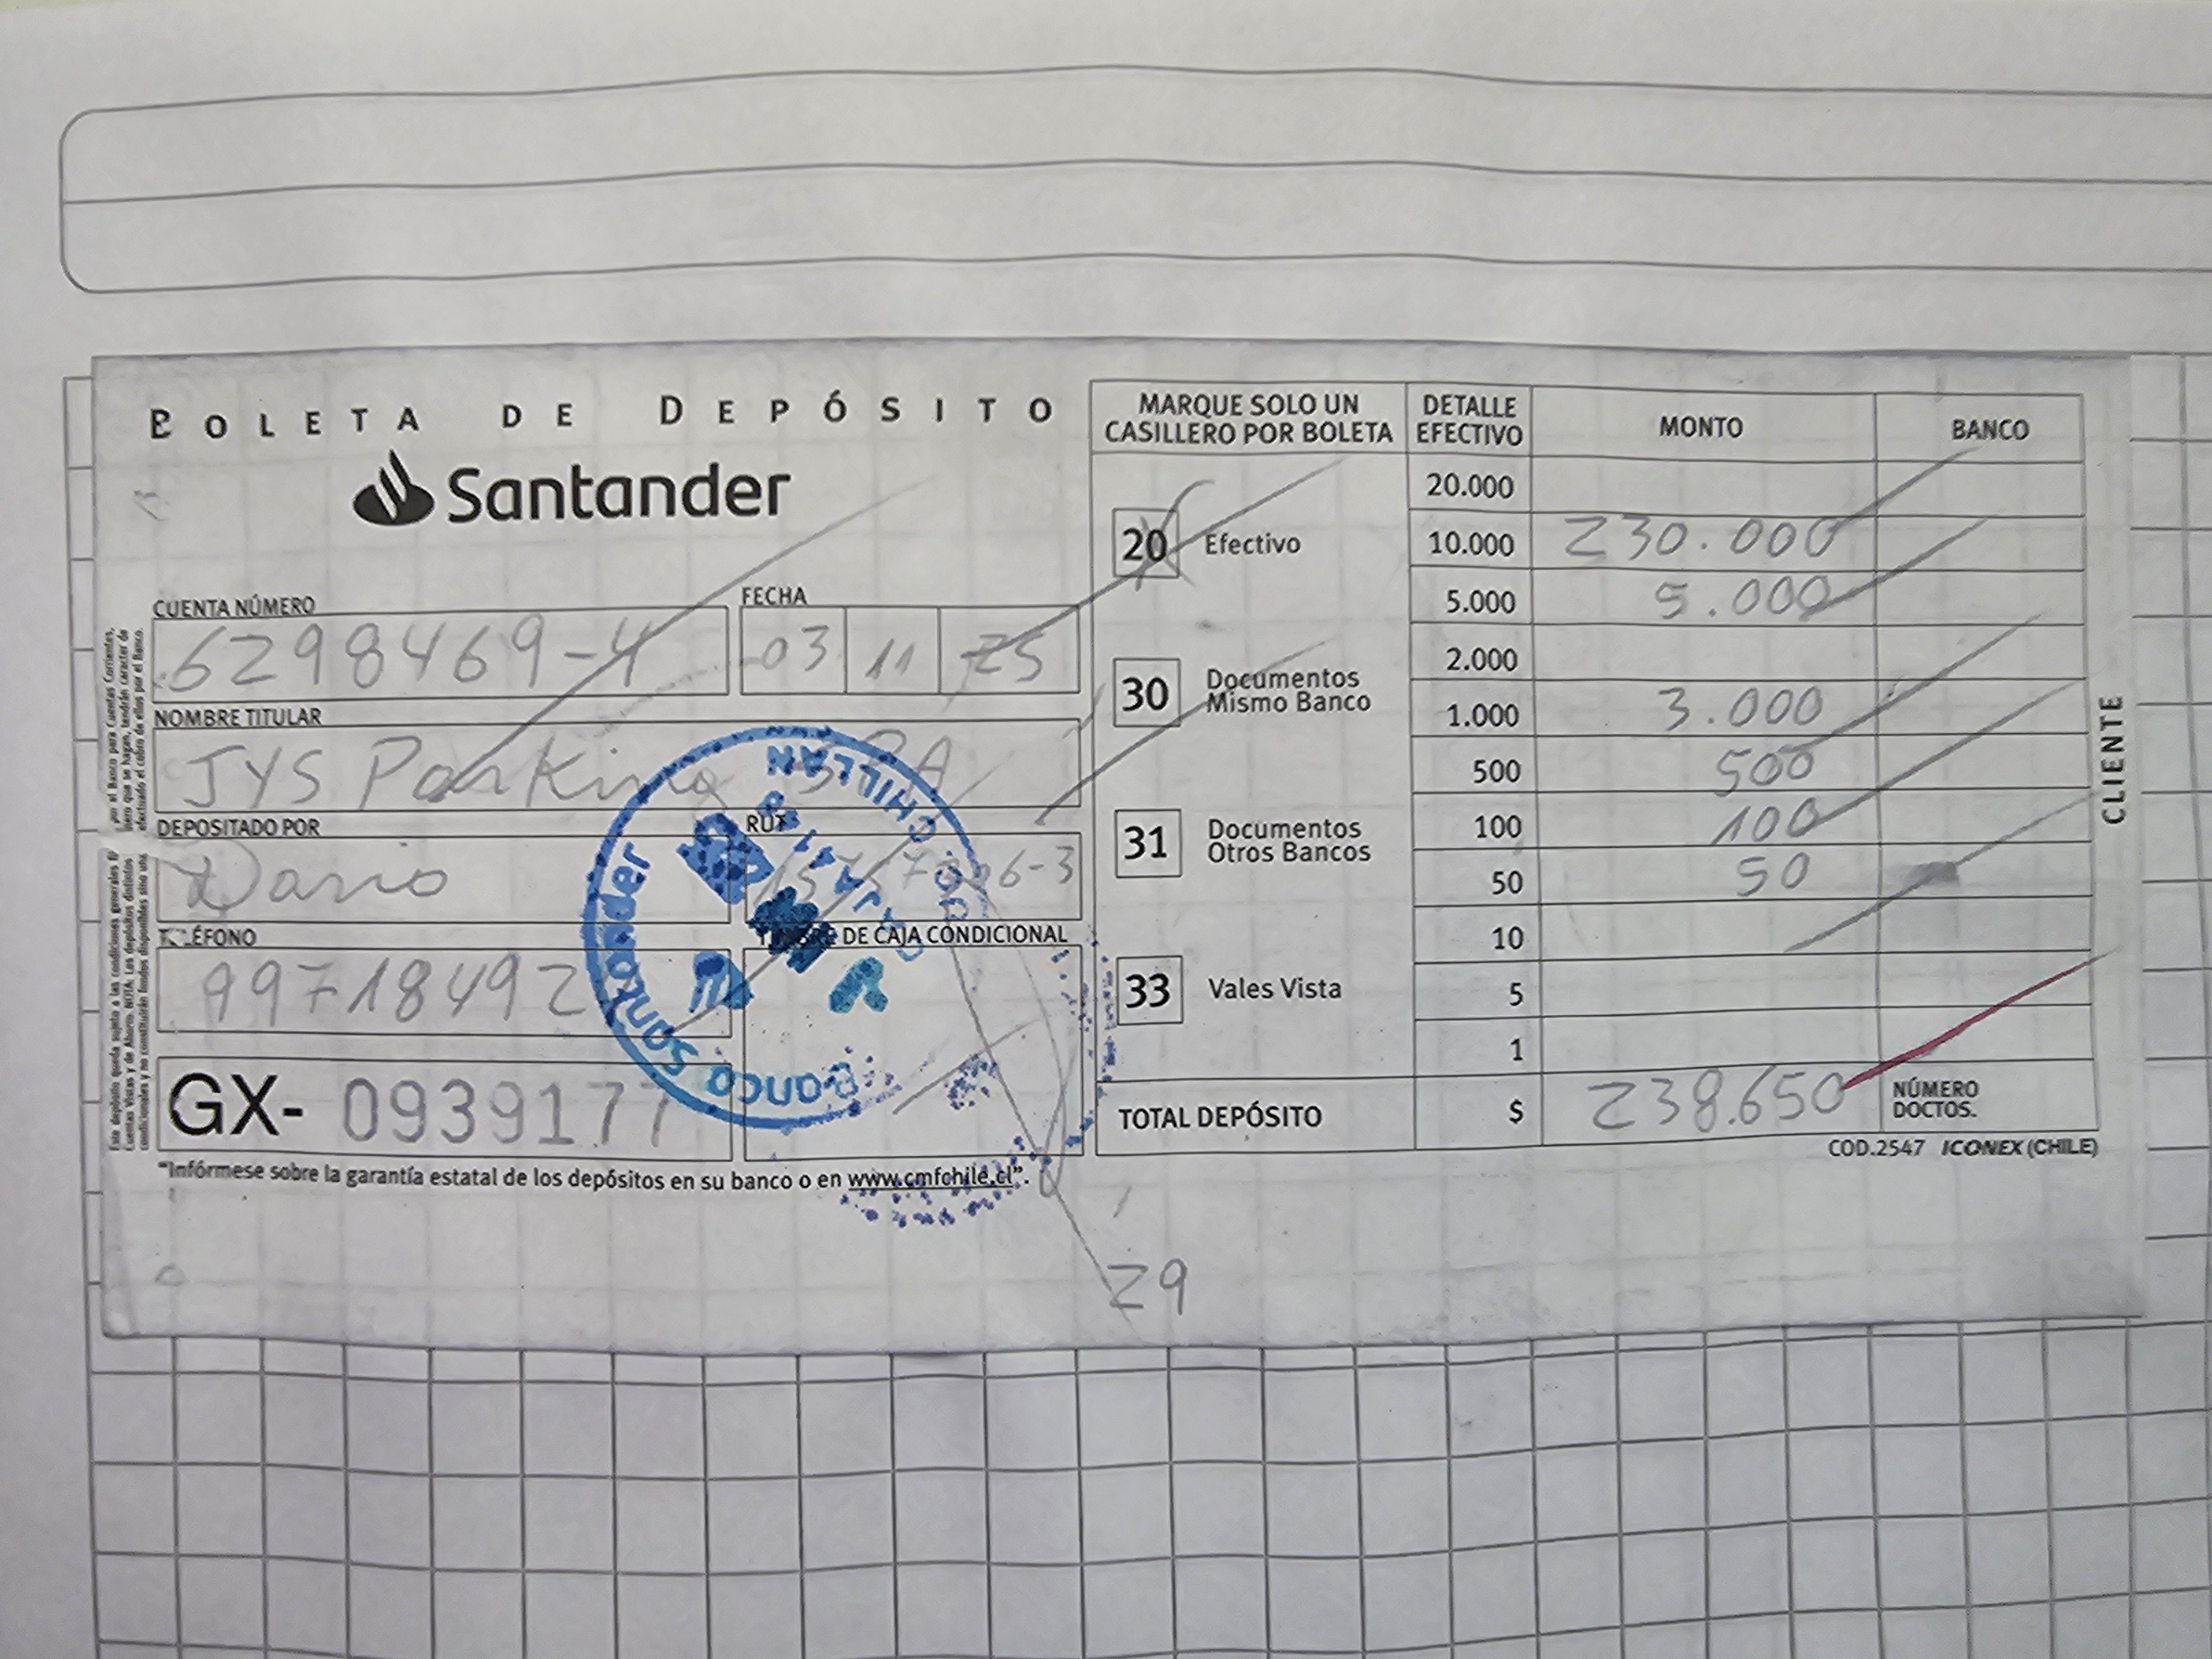 BOLETA DE DEPÓSITO
Santander
CUENTA NÚMERO
6298469-4
FECHA
03 11 25
NOMBRE TITULAR
JYS Parking SPA
DEPOSITADO POR
Dario
RUT
TELÉFONO
99718492
DE CAJA CONDICIONAL
GX- 0939177
"Infórmese sobre la garantía estatal de los depósitos en su banco o en www.cmfchile.cl".
Banco Santander
CHILLAN
MARQUE SOLO UN CASILLERO POR BOLETA
20 Efectivo
30 Documentos Mismo Banco
31 Documentos Otros Bancos
33 Vales Vista
DETALLE EFECTIVO MONTO BANCO
20.000
10.000 230.000
5.000 5.000
2.000
1.000 3.000
500 500
100 100
50 50
10
5
1
TOTAL DEPÓSITO $ 238.650 NÚMERO DOCTOS.
COD.2547 ICONEX (CHILE)
CLIENTE
29